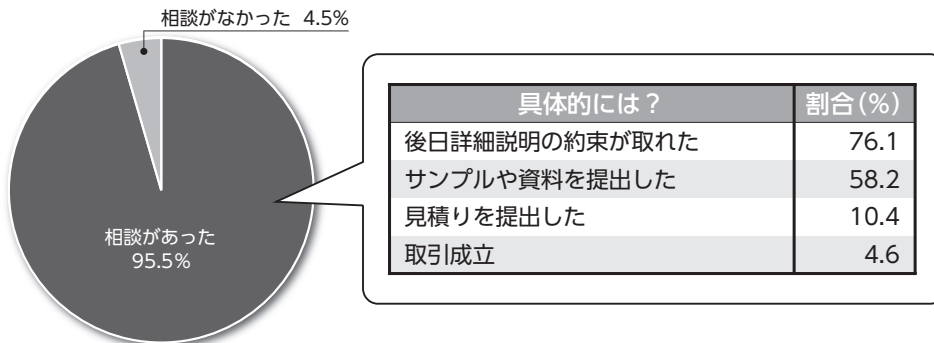 相談がなかった 4.5%
相談があった
95.5%
具体的には？ 割合(%)
後日詳細説明の約束が取れた 76.1
サンプルや資料を提出した 58.2
見積りを提出した 10.4
取引成立 4.6